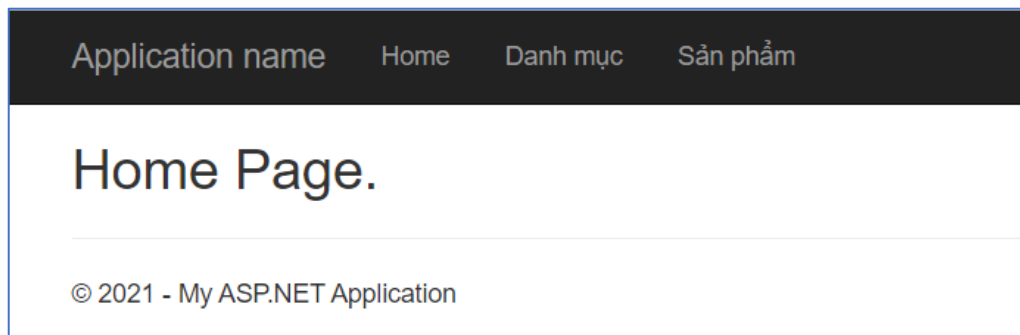 Application name Home Danh mục Sản phẩm
Home Page.
© 2021 - My ASP.NET Application